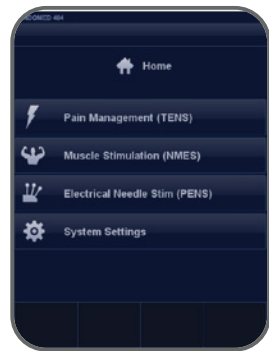 Home
Pain Management (TENS)
Muscle Stimulation (NMES)
Electrical Needle Stim (PENS)
System Settings